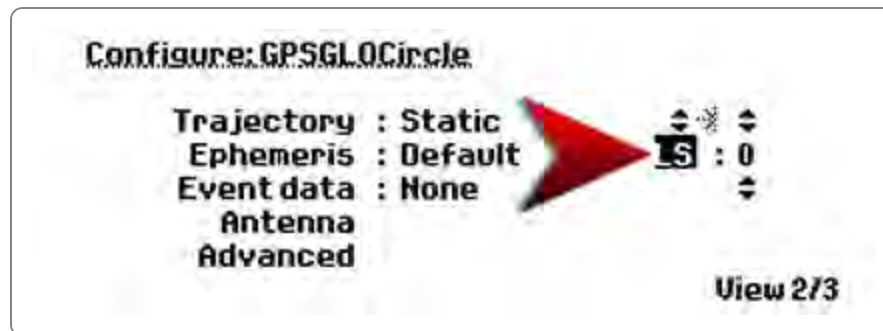 Configure: GPSGLOCircle
Trajectory : Static
Ephemeris : Default LS : 0
Event data : None
Antenna
Advanced
View 2/3